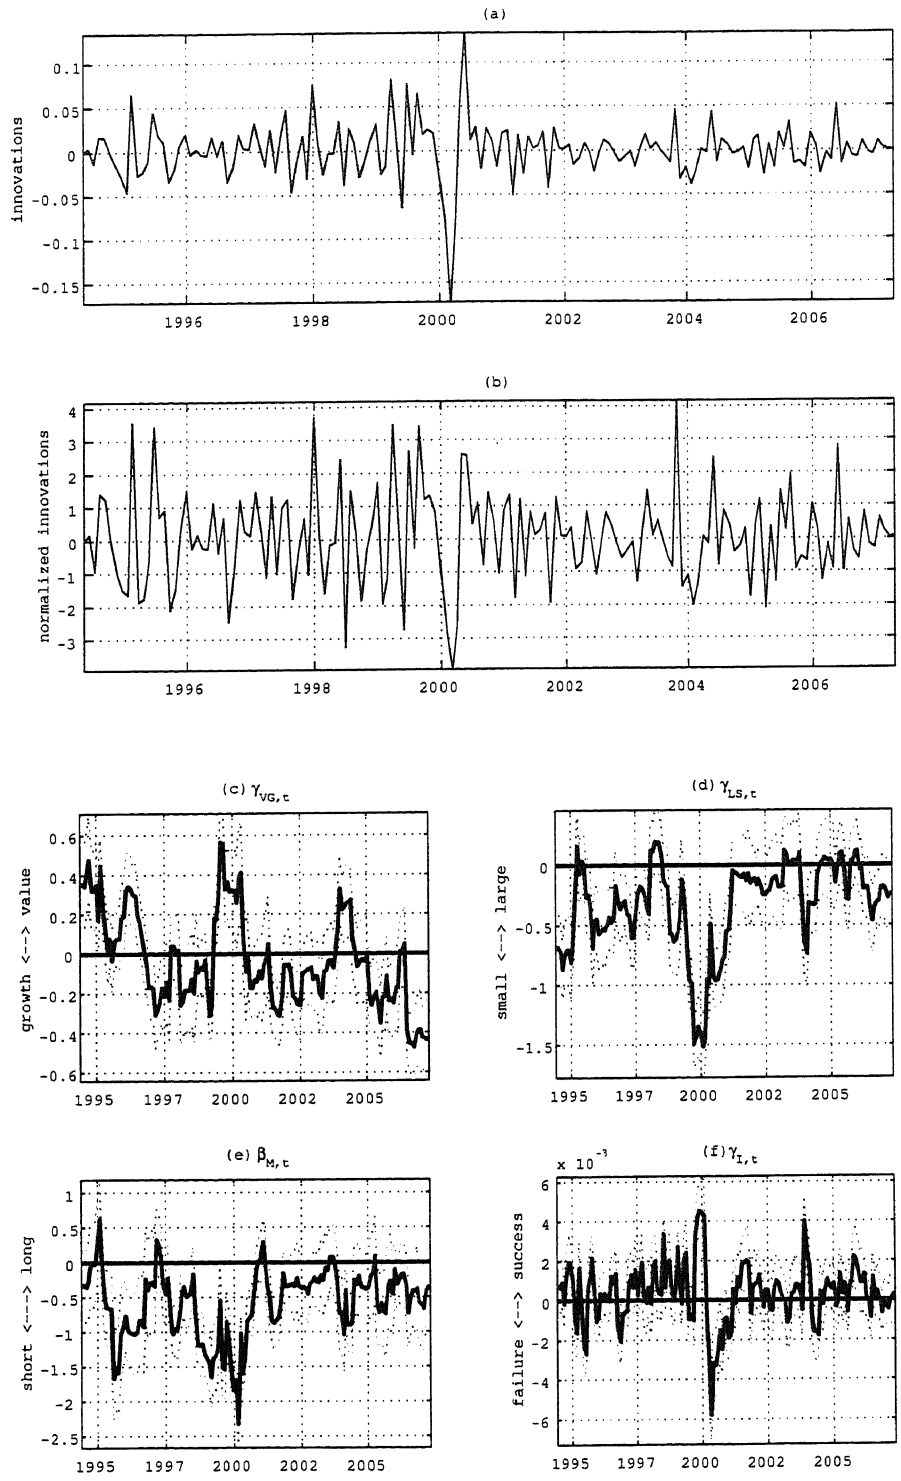 (a)
innovations
0.1
0.05
0
-0.05
-0.1
-0.15
1996 1998 2000 2002 2004 2006
(b)
normalized innovations
4
3
2
1
0
-1
-2
-3
1996 1998 2000 2002 2004 2006
(c) γVG,t
growth <---> value
0.6
0.4
0.2
0
-0.2
-0.4
-0.6
1995 1997 2000 2002 2005
(d) γLS,t
small <---> large
0
-0.5
-1
-1.5
1995 1997 2000 2002 2005
(e) βM,t
short <---> long
1
0.5
0
-0.5
-1
-1.5
-2
-2.5
1995 1997 2000 2002 2005
(f) γI,t
x 10⁻³
failure <--> success
6
4
2
0
-2
-4
-6
1995 1997 2000 2002 2005